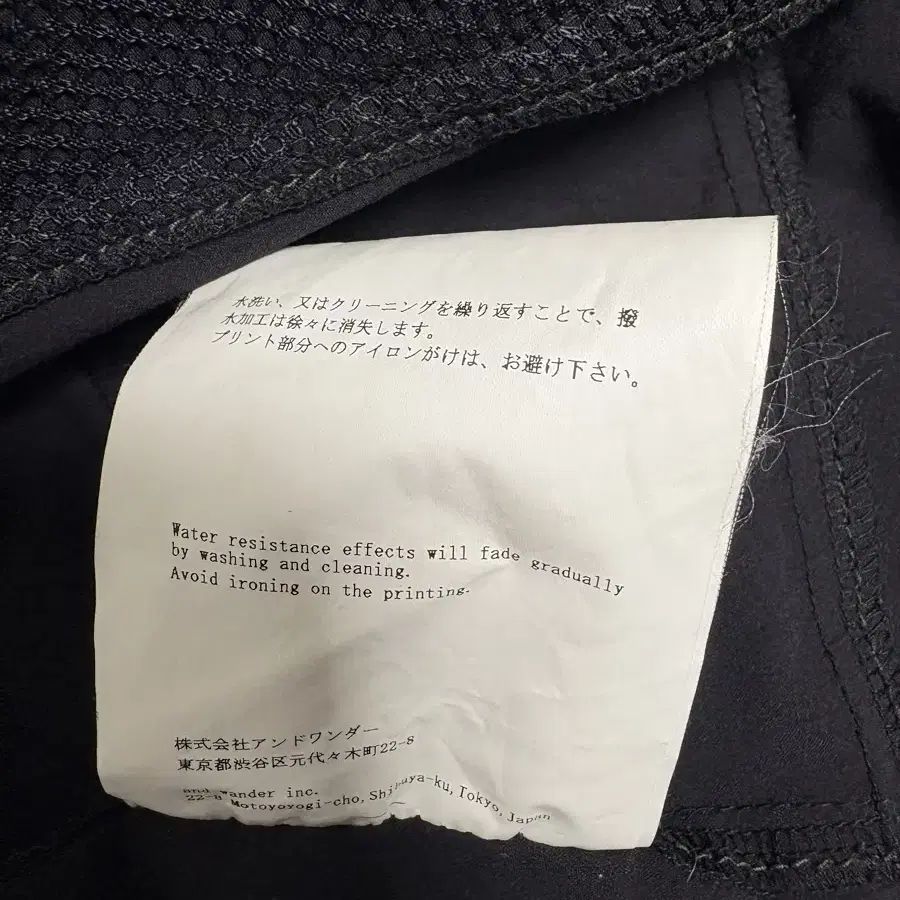 水洗い、又はクリーニングを繰り返すことで、撥
水加工は徐々に消失します。
プリント部分へのアイロンがけは、お避け下さい。
Water resistance effects will fade gradually
by washing and cleaning.
Avoid ironing on the printing.
株式会社アンドワンダー
東京都渋谷区元代々木町22-8
and wander inc.
22-8 Motoyoyogi-cho, Shibuya-ku, Tokyo, Japan